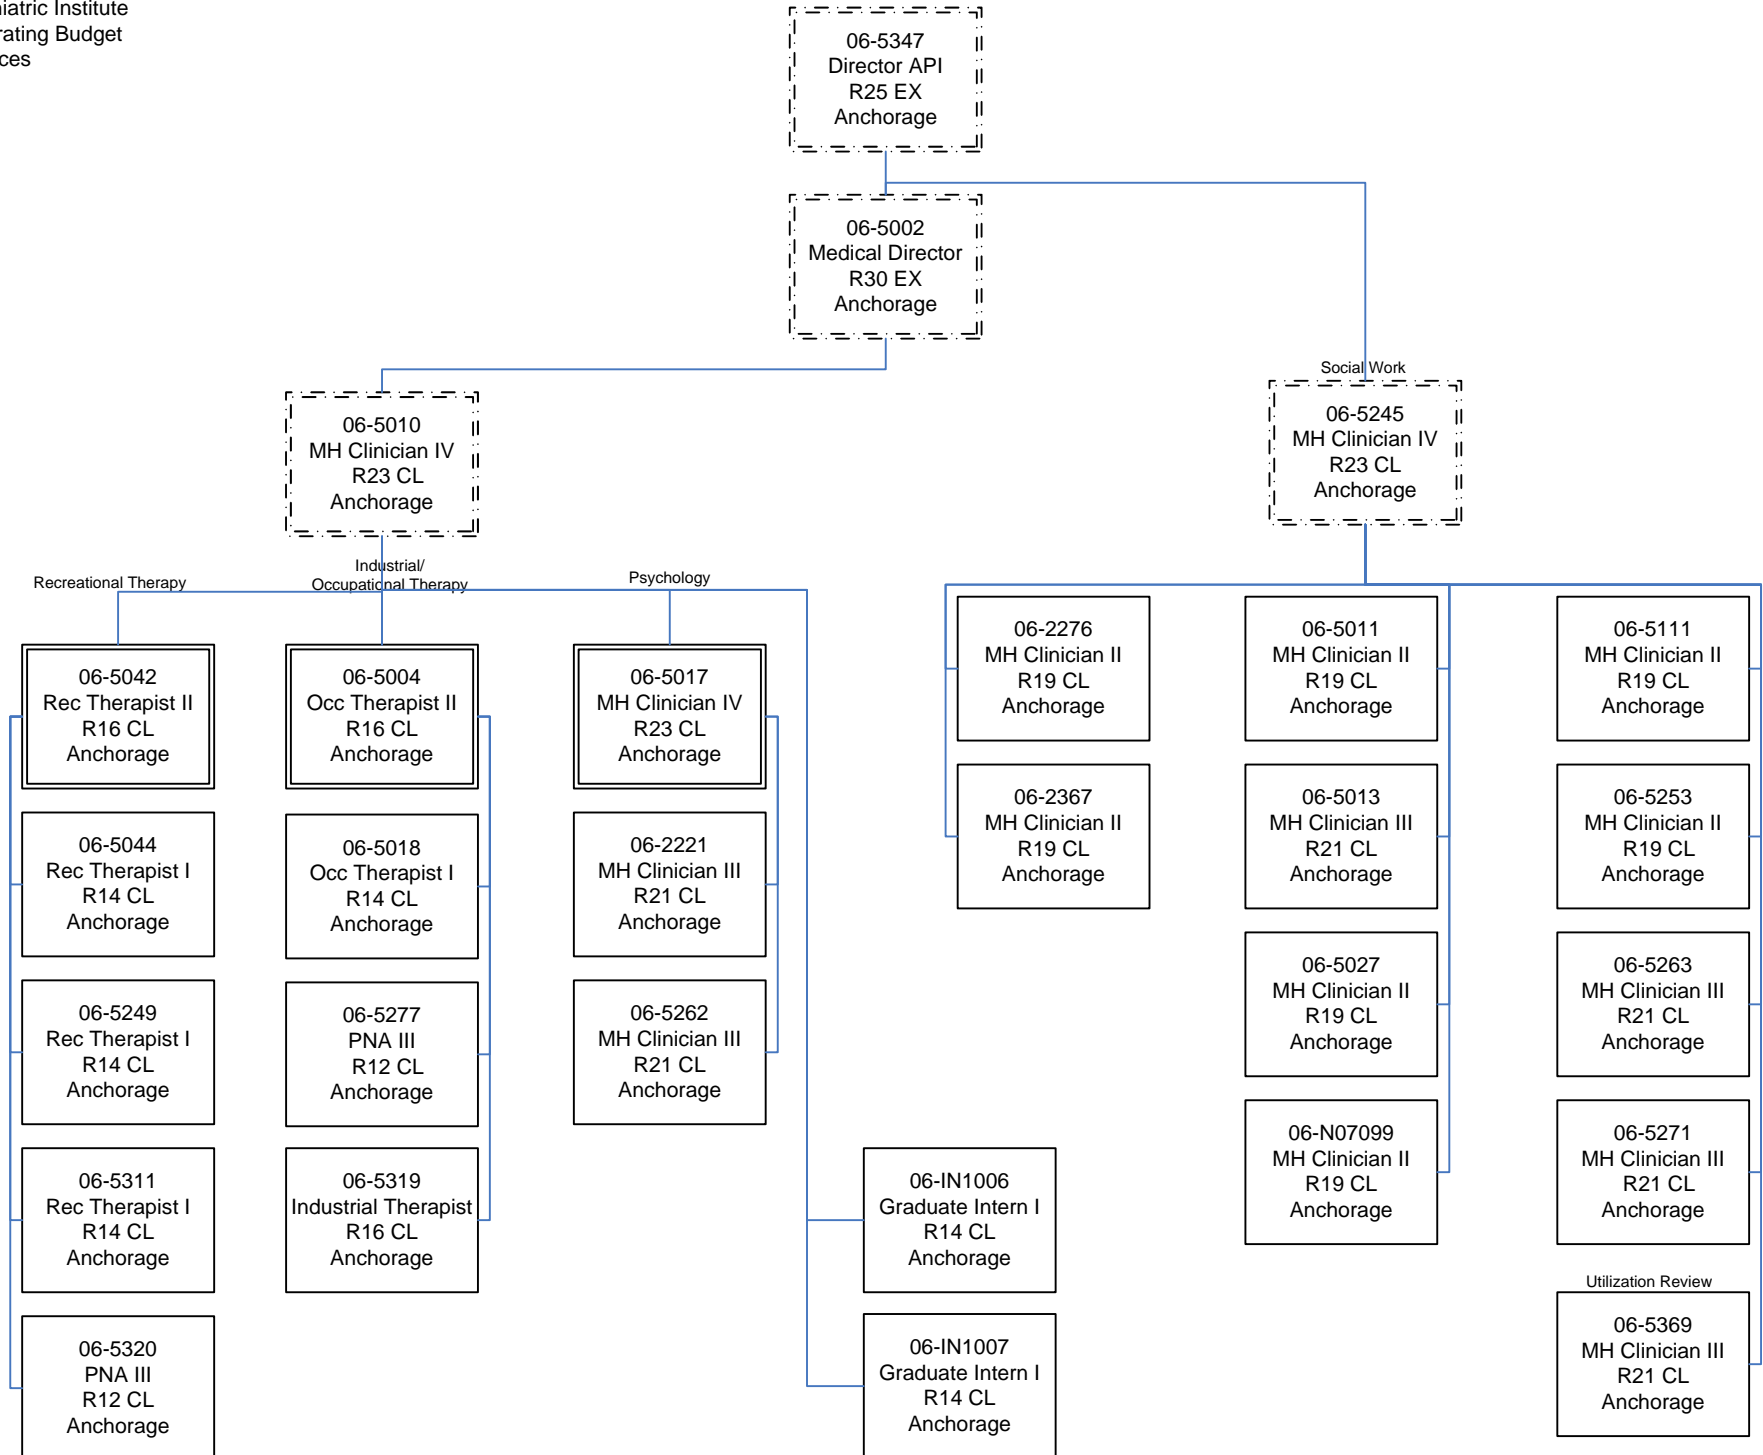 06-5347
Director API
R25 EX
Anchorage
06-5002
Medical Director
R30 EX
Anchorage
06-5010
MH Clinician IV
R23 CL
Anchorage
Social Work
06-5245
MH Clinician IV
R23 CL
Anchorage
Recreational Therapy
Industrial/
Occupational Therapy
Psychology
06-5042
Rec Therapist II
R16 CL
Anchorage
06-5044
Rec Therapist I
R14 CL
Anchorage
06-5249
Rec Therapist I
R14 CL
Anchorage
06-5311
Rec Therapist I
R14 CL
Anchorage
06-5320
PNA III
R12 CL
Anchorage
06-5004
Occ Therapist II
R16 CL
Anchorage
06-5018
Occ Therapist I
R14 CL
Anchorage
06-5277
PNA III
R12 CL
Anchorage
06-5319
Industrial Therapist
R16 CL
Anchorage
06-5017
MH Clinician IV
R23 CL
Anchorage
06-2221
MH Clinician III
R21 CL
Anchorage
06-5262
MH Clinician III
R21 CL
Anchorage
06-IN1006
Graduate Intern I
R14 CL
Anchorage
06-IN1007
Graduate Intern I
R14 CL
Anchorage
06-2276
MH Clinician II
R19 CL
Anchorage
06-2367
MH Clinician II
R19 CL
Anchorage
06-5011
MH Clinician II
R19 CL
Anchorage
06-5013
MH Clinician III
R21 CL
Anchorage
06-5027
MH Clinician II
R19 CL
Anchorage
06-N07099
MH Clinician II
R19 CL
Anchorage
06-5111
MH Clinician II
R19 CL
Anchorage
06-5253
MH Clinician II
R19 CL
Anchorage
06-5263
MH Clinician III
R21 CL
Anchorage
06-5271
MH Clinician III
R21 CL
Anchorage
Utilization Review
06-5369
MH Clinician III
R21 CL
Anchorage
Institute
Budget